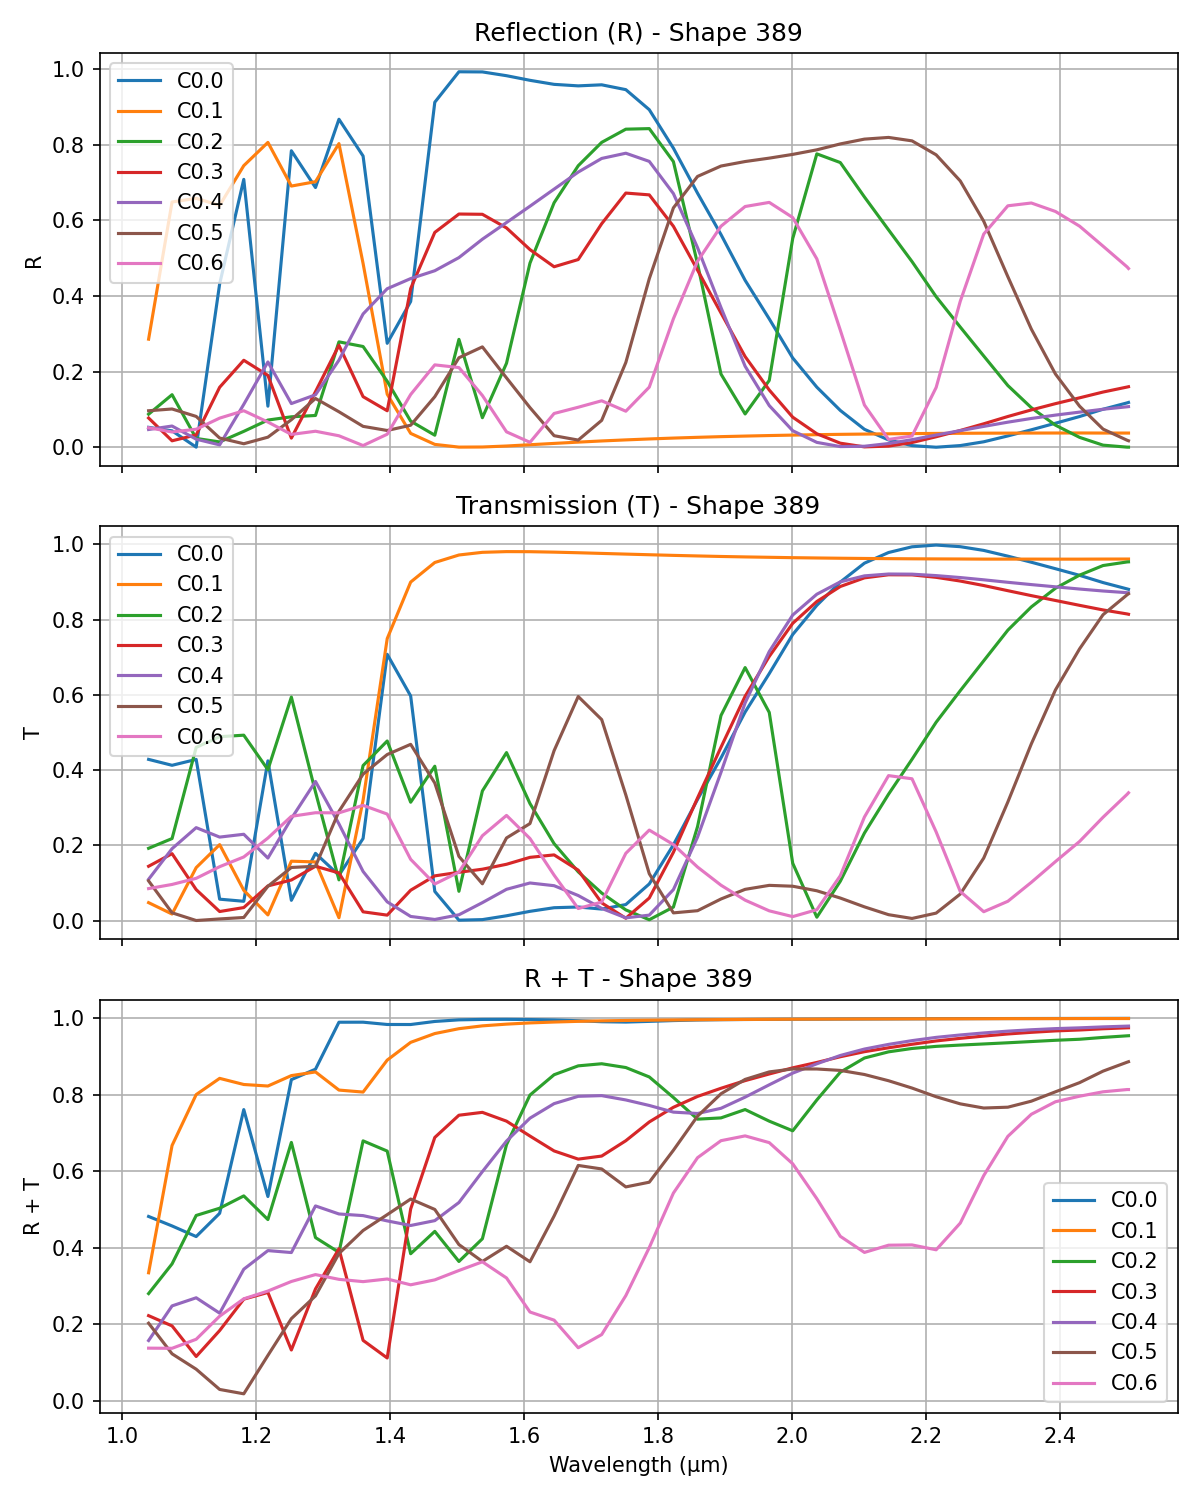 Reflection (R) - Shape 389
1.0
0.8
0.6
0.4
0.2
0.0
R
C0.0
C0.1
C0.2
C0.3
C0.4
C0.5
C0.6
Transmission (T) - Shape 389
1.0
0.8
0.6
0.4
0.2
0.0
T
C0.0
C0.1
C0.2
C0.3
C0.4
C0.5
C0.6
R + T - Shape 389
1.0
0.8
0.6
0.4
0.2
0.0
R + T
C0.0
C0.1
C0.2
C0.3
C0.4
C0.5
C0.6
1.0 1.2 1.4 1.6 1.8 2.0 2.2 2.4
Wavelength (μm)